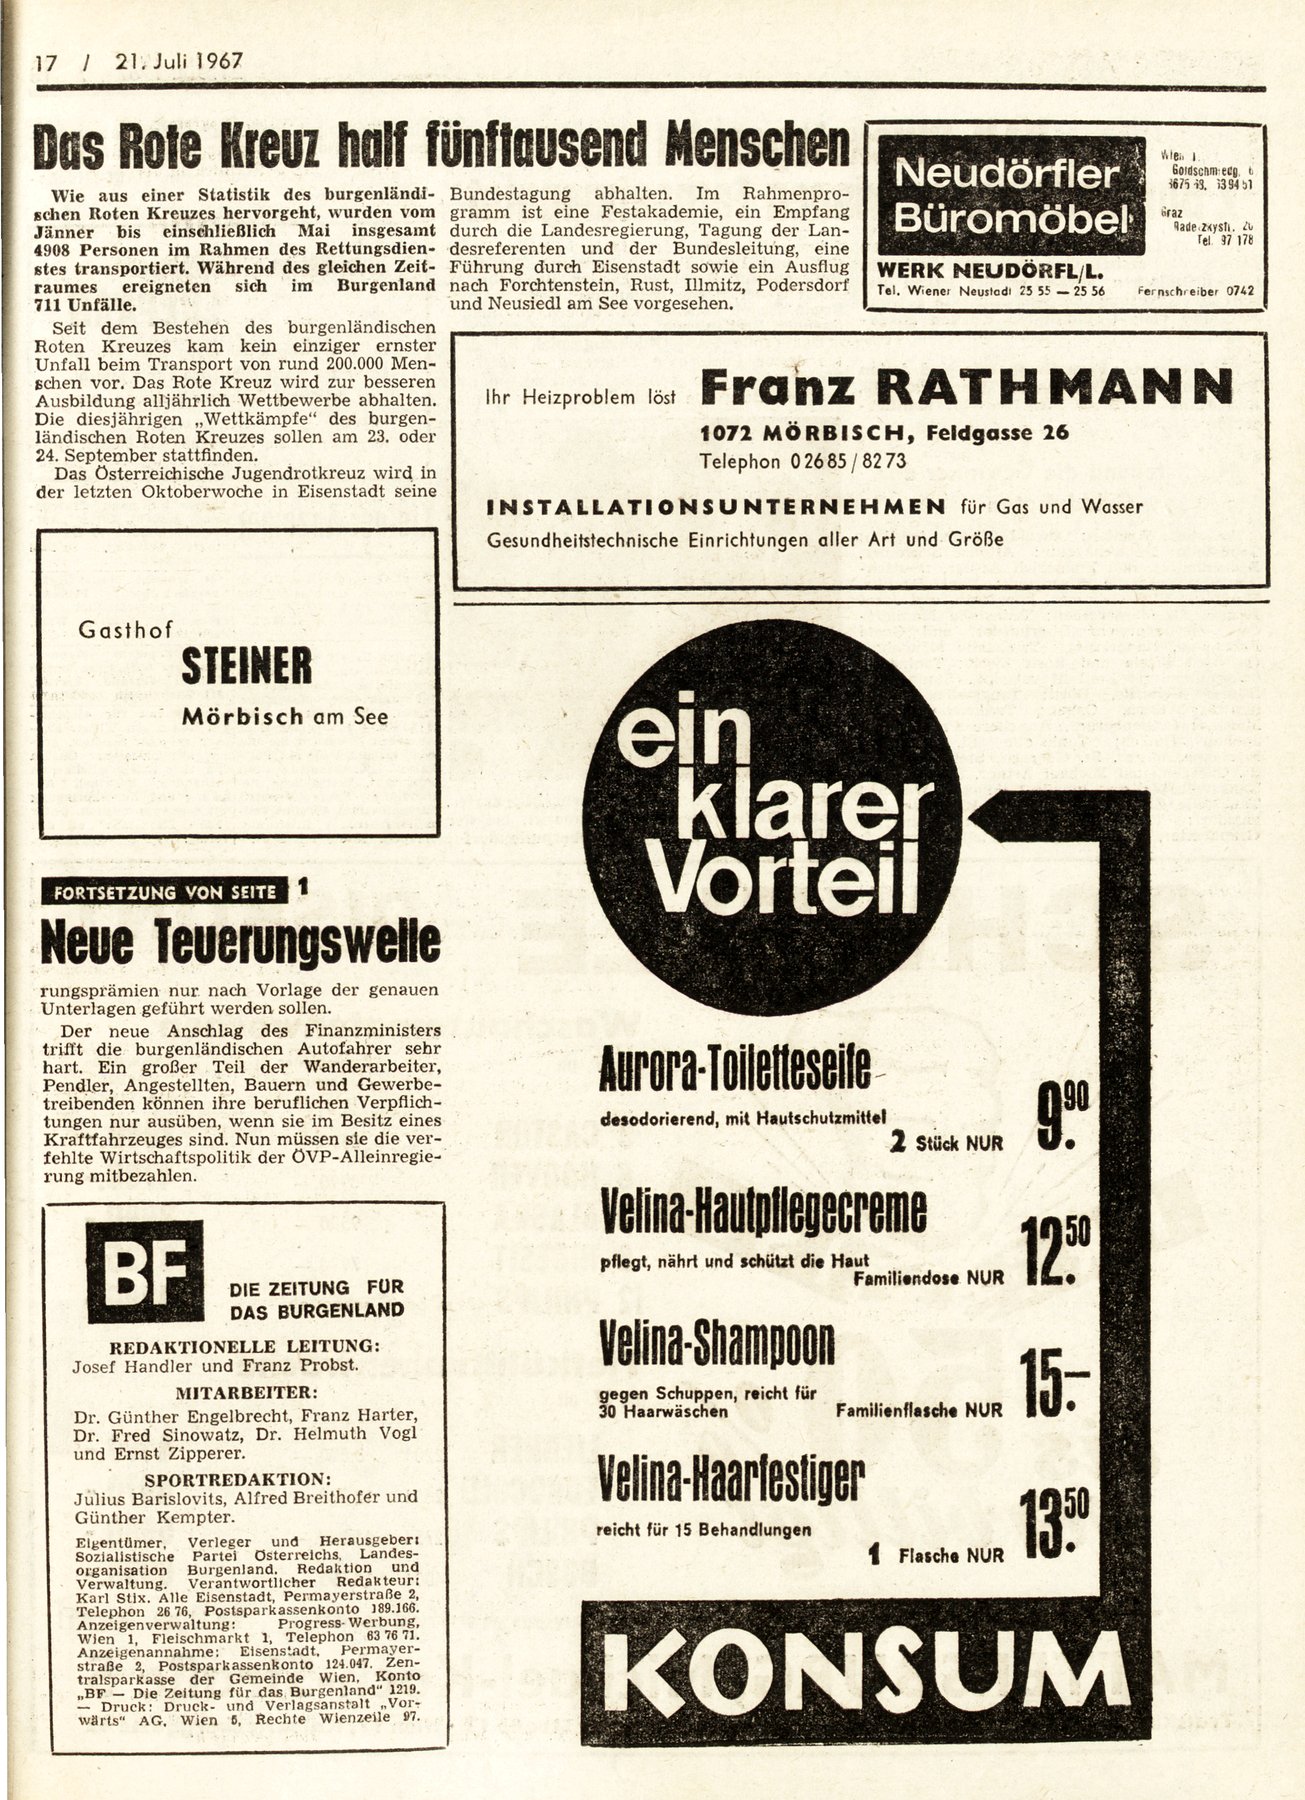 17 / 21. Juli 1967
Das Rote Kreuz half fünftausend Menschen
Wie aus einer Statistik des burgenländi-
schen Roten Kreuzes hervorgeht, wurden vom
Jänner bis einschließlich Mai insgesamt
4908 Personen im Rahmen des Rettungsdien-
stes transportiert. Während des gleichen Zeit-
raumes ereigneten sich im Burgenland
711 Unfälle.
Seit dem Bestehen des burgenländischen
Roten Kreuzes kam kein einziger ernster
Unfall beim Transport von rund 200.000 Men-
schen vor. Das Rote Kreuz wird zur besseren
Ausbildung alljährlich Wettbewerbe abhalten.
Die diesjährigen „Wettkämpfe“ des burgen-
ländischen Roten Kreuzes sollen am 23. oder
24. September stattfinden.
Das Österreichische Jugendrotkreuz wird in
der letzten Oktoberwoche in Eisenstadt seine
Bundestagung abhalten. Im Rahmenpro-
gramm ist eine Festakademie, ein Empfang
durch die Landesregierung, Tagung der Lan-
desreferenten und der Bundesleitung, eine
Führung durch Eisenstadt sowie ein Ausflug
nach Forchtenstein, Rust, Illmitz, Podersdorf
und Neusiedl am See vorgesehen.
Neudörfler
Büromöbel
Wien 1.
Graz
Tel. 97 178
WERK NEUDÖRFL/L.
Tel. Wiener Neustadt 25 55 — 25 56 Fernschreiber 0742
Ihr Heizproblem löst Franz RATHMANN
1072 MÖRBISCH, Feldgasse 26
Telephon 0 26 85 / 82 73
INSTALLATIONSUNTERNEHMEN für Gas und Wasser
Gesundheitstechnische Einrichtungen aller Art und Größe
Gasthof
STEINER
Mörbisch am See
FORTSETZUNG VON SEITE 1
Neue Teuerungswelle
rungsprämien nur nach Vorlage der genauen
Unterlagen geführt werden sollen.
Der neue Anschlag des Finanzministers
trifft die burgenländischen Autofahrer sehr
hart. Ein großer Teil der Wanderarbeiter,
Pendler, Angestellten, Bauern und Gewerbe-
treibenden können ihre beruflichen Verpflich-
tungen nur ausüben, wenn sie im Besitz eines
Kraftfahrzeuges sind. Nun müssen sie die ver-
fehlte Wirtschaftspolitik der ÖVP-Alleinregie-
rung mitbezahlen.
BF
DIE ZEITUNG FÜR
DAS BURGENLAND
REDAKTIONELLE LEITUNG:
Josef Handler und Franz Probst.
MITARBEITER:
Dr. Günther Engelbrecht, Franz Harter,
Dr. Fred Sinowatz, Dr. Helmuth Vogl
und Ernst Zipperer.
SPORTREDAKTION:
Julius Barislovits, Alfred Breithofer und
Günther Kempter.
Eigentümer, Verleger und Herausgeber:
Sozialistische Partei Österreichs, Landes-
organisation Burgenland. Redaktion und
Verwaltung. Verantwortlicher Redakteur:
Karl Stix. Alle Eisenstadt, Permayerstraße 2,
Telephon 26 76, Postsparkassenkonto 189.166.
Anzeigenverwaltung: Progress-Werbung,
Wien 1, Fleischmarkt 1, Telephon 63 76 71.
Anzeigenannahme: Eisenstadt, Permayer-
straße 2, Postsparkassenkonto 124.047. Zen-
tralsparkasse der Gemeinde Wien, Konto
„BF — Die Zeitung für das Burgenland“ 1219.
— Druck: Druck- und Verlagsanstalt „Vor-
wärts“ AG, Wien 5, Rechte Wienzeile 97.
ein
klarer
Vorteil
Aurora-Toiletteseife
desodorierend, mit Hautschutzmittel
2 Stück NUR 9.90
Velina-Hautpflegecreme
pflegt, nährt und schützt die Haut
Familiendose NUR 12.50
Velina-Shampoon
gegen Schuppen, reicht für
30 Haarwäschen Familienflasche NUR 15.–
Velina-Haarfestiger
reicht für 15 Behandlungen
1 Flasche NUR 13.50
KONSUM